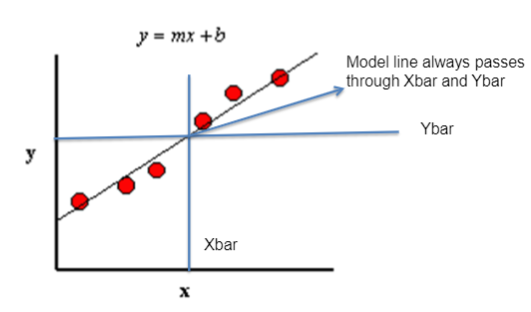 y = mx +b
Model line always passes
through Xbar and Ybar
Ybar
y
Xbar
x